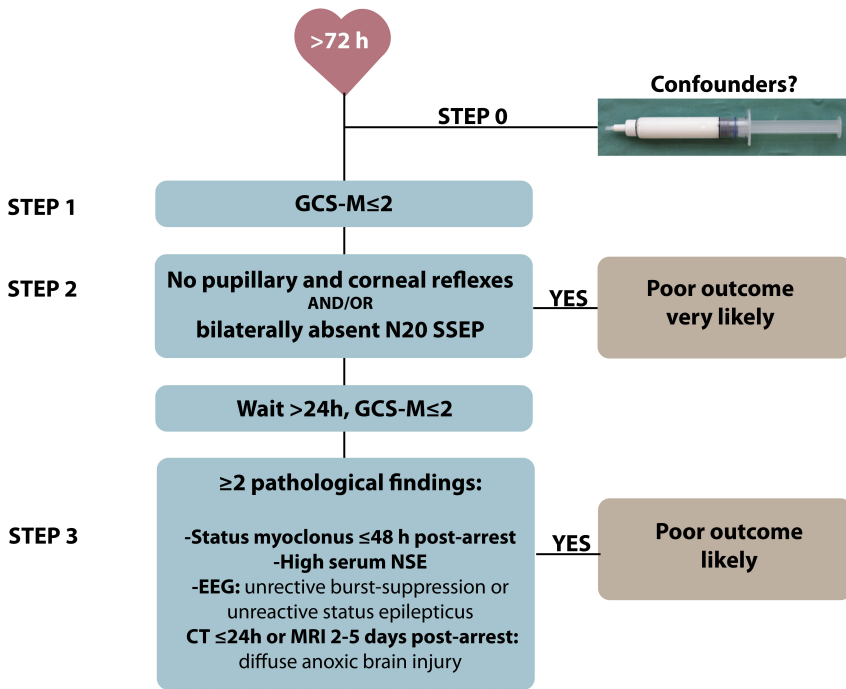 >72 h
Confounders?
STEP 0
STEP 1
GCS-M≤2
STEP 2
No pupillary and corneal reflexes
AND/OR
bilaterally absent N20 SSEP
YES
Poor outcome
very likely
Wait >24h, GCS-M≤2
STEP 3
≥2 pathological findings:
-Status myoclonus ≤48 h post-arrest
-High serum NSE
-EEG: unrective burst-suppression or
unreactive status epilepticus
CT ≤24h or MRI 2-5 days post-arrest:
diffuse anoxic brain injury
YES
Poor outcome
likely